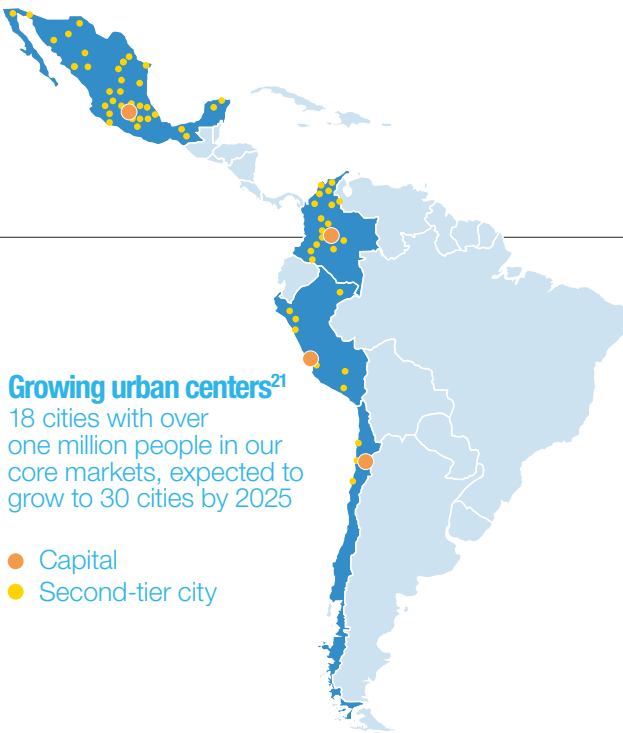 Growing urban centers21
18 cities with over
one million people in our
core markets, expected to
grow to 30 cities by 2025
Capital
Second-tier city